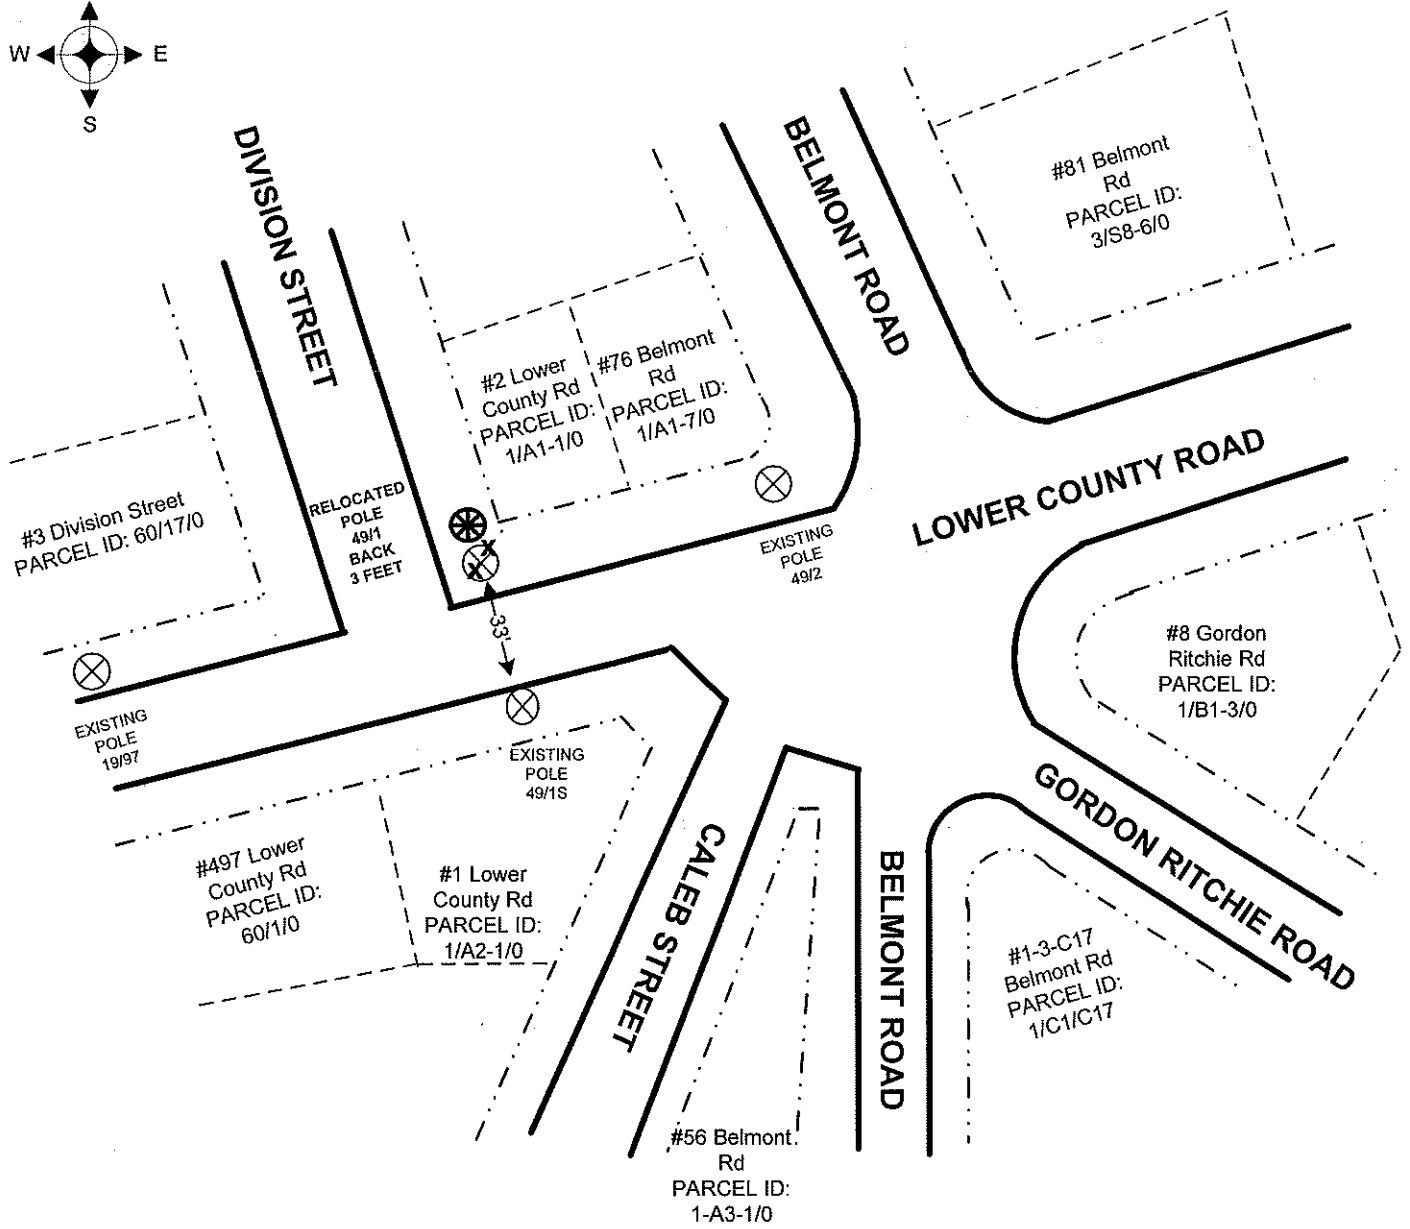 W
E
S
DIVISION STREET
BELMONT ROAD
#81 Belmont
Rd
PARCEL ID:
3/S8-6/0
#2 Lower
County Rd
PARCEL ID:
1/A1-1/0
#76 Belmont
Rd
PARCEL ID:
1/A1-7/0
LOWER COUNTY ROAD
#3 Division Street
PARCEL ID: 60/17/0
RELOCATED
POLE
49/1
BACK
3 FEET
X
X
EXISTING
POLE
49/2
33'
#8 Gordon
Ritchie Rd
PARCEL ID:
1/B1-3/0
EXISTING
POLE
19/97
EXISTING
POLE
49/1S
#497 Lower
County Rd
PARCEL ID:
60/1/0
#1 Lower
County Rd
PARCEL ID:
1/A2-1/0
CALEB STREET
BELMONT ROAD
GORDON RITCHIE ROAD
#1-3-C17
Belmont Rd
PARCEL ID:
1/C1/C17
#56 Belmont
Rd
PARCEL ID:
1-A3-1/0